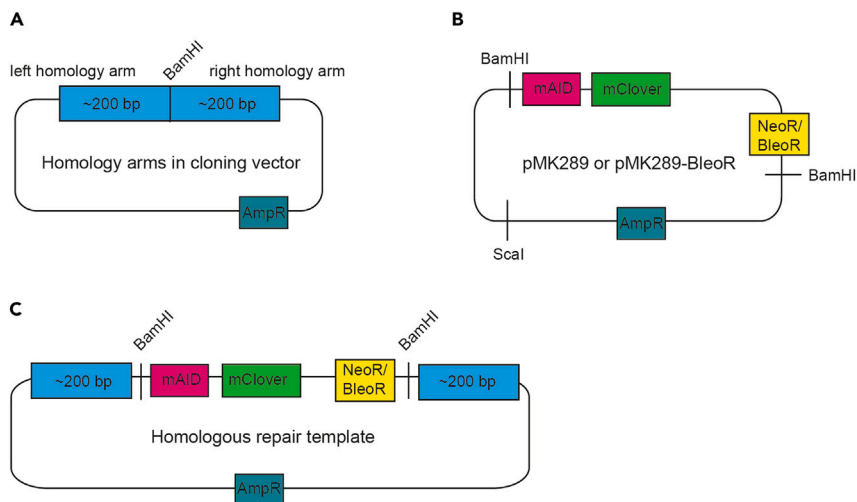 A
BamHI
left homology arm
right homology arm
~200 bp
~200 bp
Homology arms in cloning vector
AmpR
B
BamHI
mAID
mClover
NeoR/
BleoR
pMK289 or pMK289-BleoR
BamHI
AmpR
ScaI
C
BamHI
BamHI
~200 bp
mAID
mClover
NeoR/
BleoR
~200 bp
Homologous repair template
AmpR